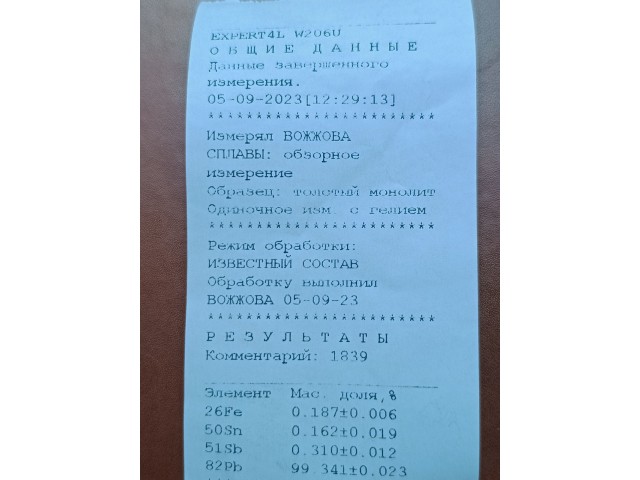 EXPERT4L W206U
ОБЩИЕ ДАННЫЕ
Данные завершенного
измерения.
05-09-2023[12:29:13]
************************
Измерял ВОЖЖОВА
СПЛАВЫ: обзорное
измерение
Образец: толстый монолит
Одиночное изм. с гелием
************************
Режим обработки:
ИЗВЕСТНЫЙ СОСТАВ
Обработку выполнил
ВОЖЖОВА 05-09-23
************************
РЕЗУЛЬТАТЫ
Комментарий: 1839
Элемент Мас. доля,%
26Fe 0.187±0.006
50Sn 0.162±0.019
51Sb 0.310±0.012
82Pb 99.341±0.023